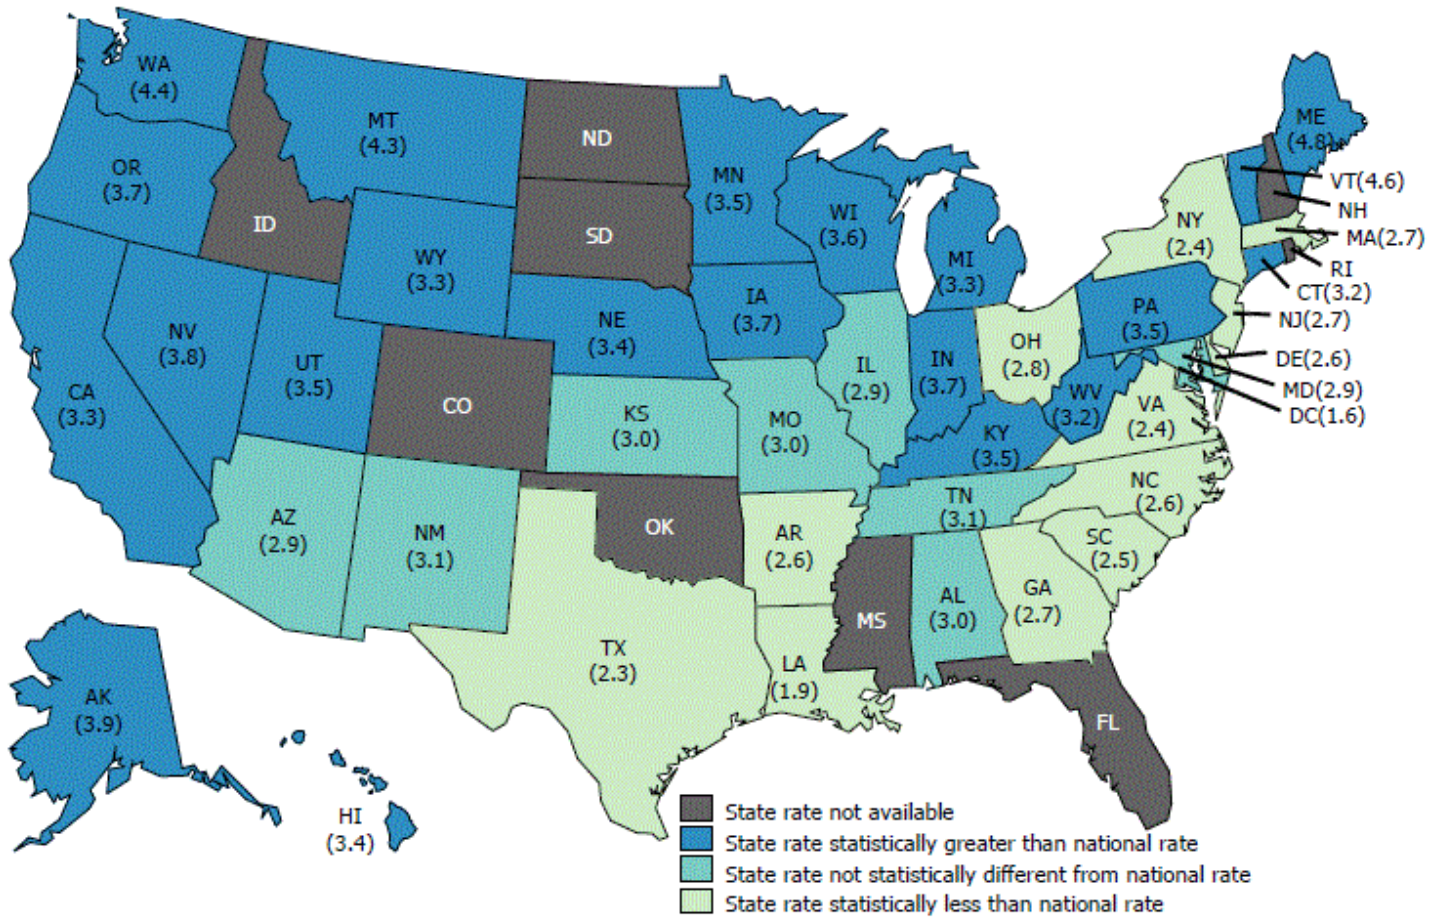 WA
(4.4)
MT
(4.3)
ND
OR
(3.7)
ID
SD
MN
(3.5)
WI
(3.6)
MI
(3.3)
ME
(4.8)
VT(4.6)
NH
MA(2.7)
RI
CT(3.2)
NJ(2.7)
DE(2.6)
MD(2.9)
DC(1.6)
NY
(2.4)
WY
(3.3)
NV
(3.8)
UT
(3.5)
CA
(3.3)
CO
NE
(3.4)
IA
(3.7)
IL
(2.9)
IN
(3.7)
OH
(2.8)
PA
(3.5)
WV
(3.2)
VA
(2.4)
KS
(3.0)
MO
(3.0)
KY
(3.5)
TN
(3.1)
NC
(2.6)
SC
(2.5)
AZ
(2.9)
NM
(3.1)
OK
AR
(2.6)
MS
AL
(3.0)
GA
(2.7)
TX
(2.3)
LA
(1.9)
FL
AK
(3.9)
HI
(3.4)
State rate not available
State rate statistically greater than national rate
State rate not statistically different from national rate
State rate statistically less than national rate